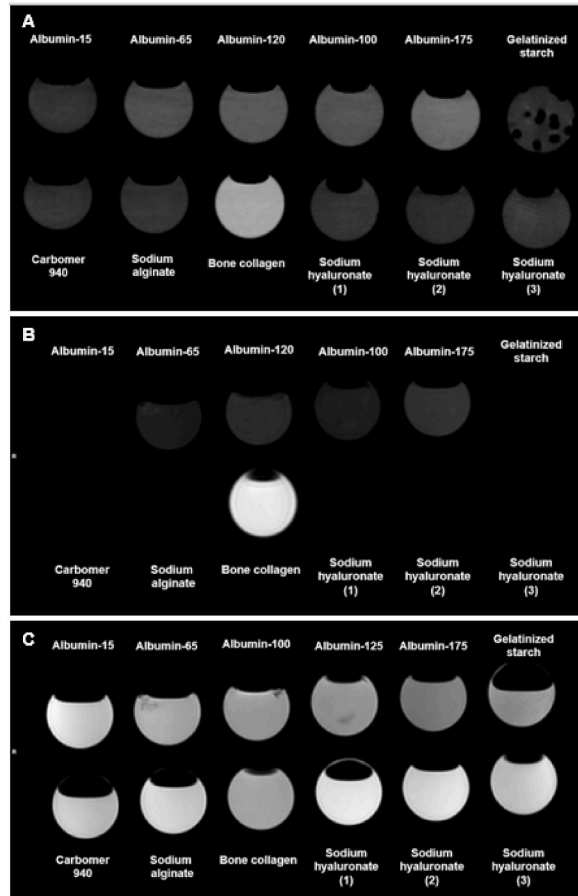 A
Albumin-15 Albumin-65 Albumin-120 Albumin-100 Albumin-175 Gelatinized
starch
Carbomer
940 Sodium
alginate Bone collagen Sodium
hyaluronate
(1) Sodium
hyaluronate
(2) Sodium
hyaluronate
(3)
B
Albumin-15 Albumin-65 Albumin-120 Albumin-100 Albumin-175 Gelatinized
starch
Carbomer
940 Sodium
alginate Bone collagen Sodium
hyaluronate
(1) Sodium
hyaluronate
(2) Sodium
hyaluronate
(3)
C
Albumin-15 Albumin-65 Albumin-100 Albumin-125 Albumin-175 Gelatinized
starch
Carbomer
940 Sodium
alginate Bone collagen Sodium
hyaluronate
(1) Sodium
hyaluronate
(2) Sodium
hyaluronate
(3)